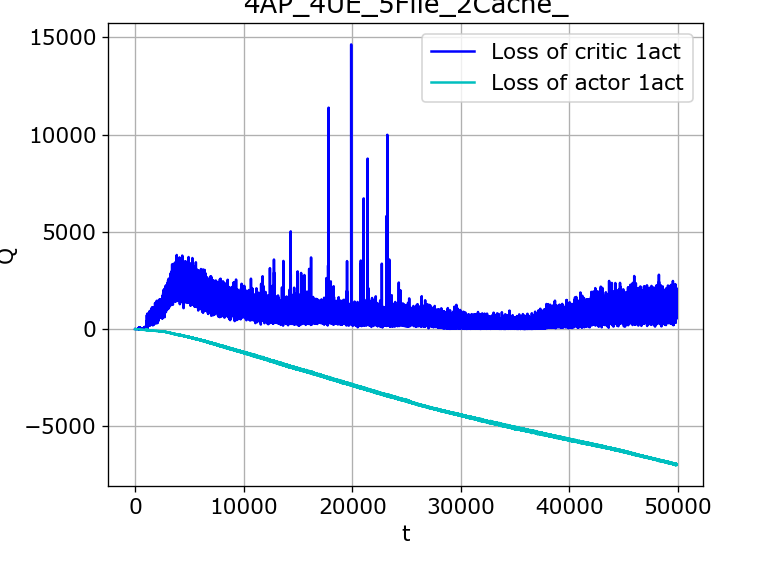 4AP_4UE_5File_2Cache_
15000
10000
5000
0
−5000
Q
0 10000 20000 30000 40000 50000
t
Loss of critic 1act
Loss of actor 1act